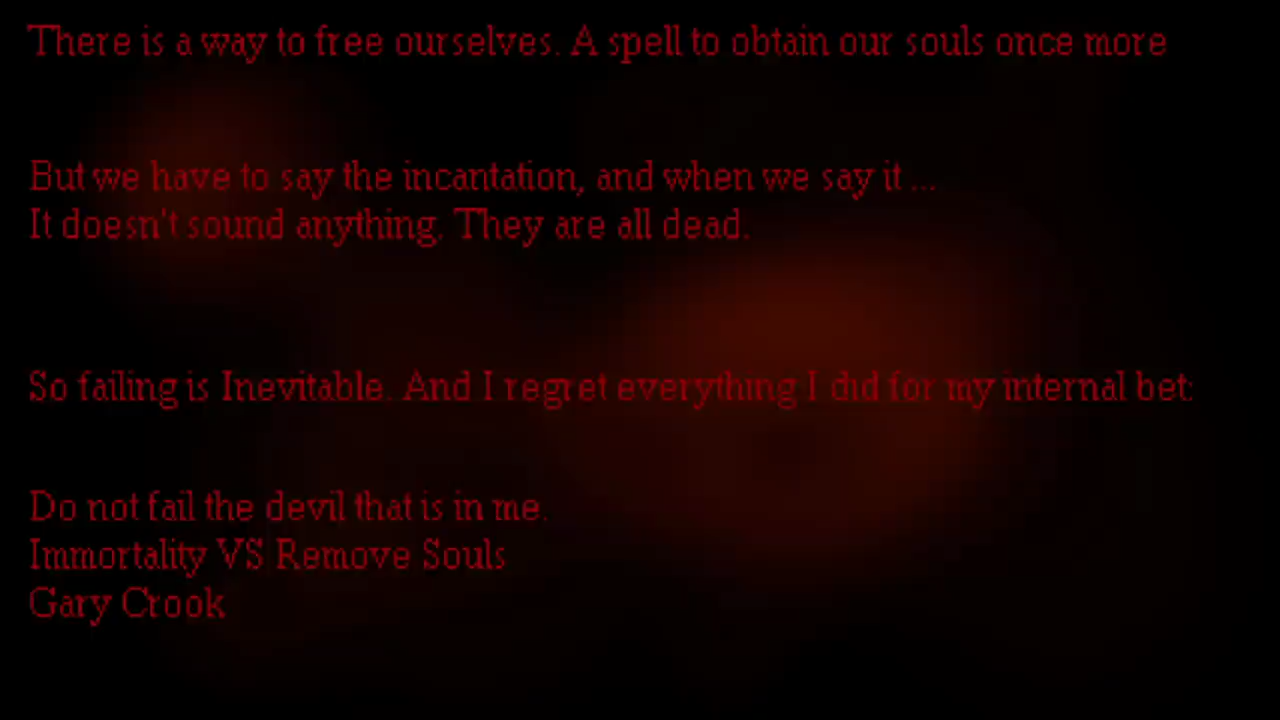 There is a way to free ourselves. A spell to obtain our souls once more
But we have to say the incantation, and when we say it ...
It doesn't sound anything. They are all dead.
So failing is Inevitable. And I regret everything I did for my internal bet:
Do not fail the devil that is in me.
Immortality VS Remove Souls
Gary Crook